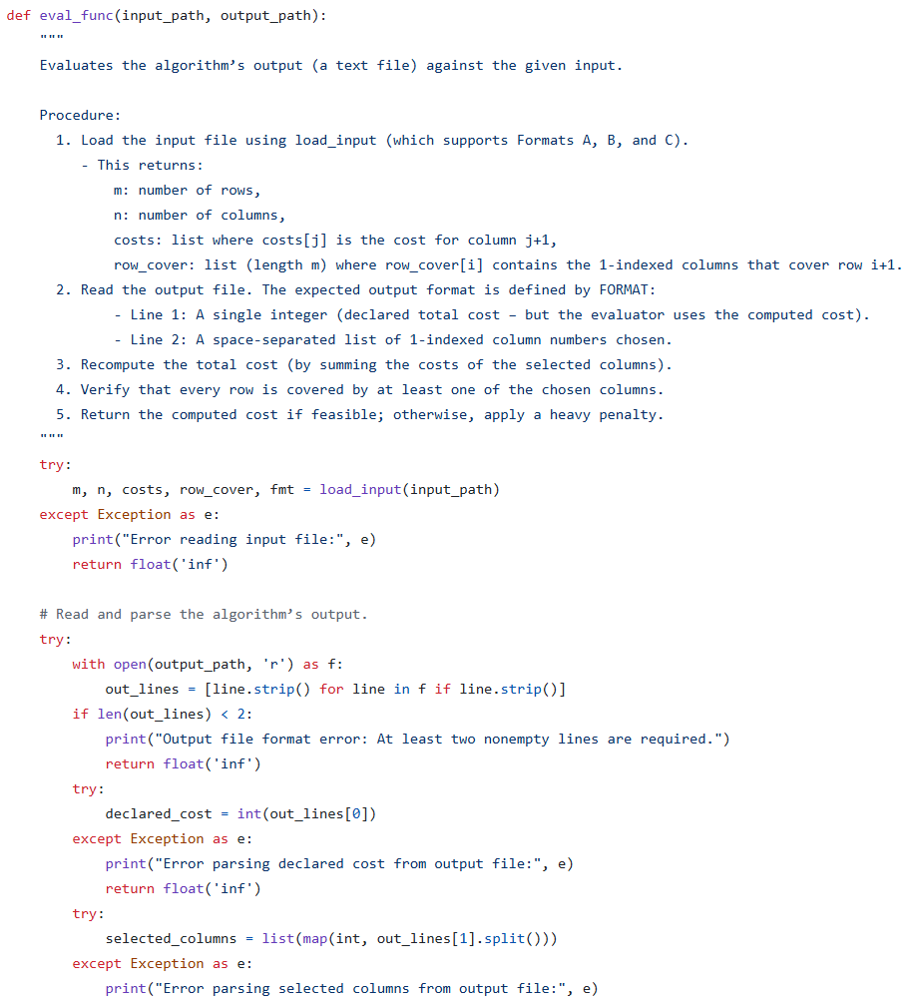 def eval_func(input_path, output_path):
    """
    Evaluates the algorithm’s output (a text file) against the given input.

    Procedure:
      1. Load the input file using load_input (which supports Formats A, B, and C).
         - This returns:
             m: number of rows,
             n: number of columns,
             costs: list where costs[j] is the cost for column j+1,
             row_cover: list (length m) where row_cover[i] contains the 1-indexed columns that cover row i+1.
      2. Read the output file. The expected output format is defined by FORMAT:
             - Line 1: A single integer (declared total cost – but the evaluator uses the computed cost).
             - Line 2: A space-separated list of 1-indexed column numbers chosen.
      3. Recompute the total cost (by summing the costs of the selected columns).
      4. Verify that every row is covered by at least one of the chosen columns.
      5. Return the computed cost if feasible; otherwise, apply a heavy penalty.
    """
    try:
        m, n, costs, row_cover, fmt = load_input(input_path)
    except Exception as e:
        print("Error reading input file:", e)
        return float('inf')

    # Read and parse the algorithm’s output.
    try:
        with open(output_path, 'r') as f:
            out_lines = [line.strip() for line in f if line.strip()]
        if len(out_lines) < 2:
            print("Output file format error: At least two nonempty lines are required.")
            return float('inf')
        try:
            declared_cost = int(out_lines[0])
        except Exception as e:
            print("Error parsing declared cost from output file:", e)
            return float('inf')
        try:
            selected_columns = list(map(int, out_lines[1].split()))
        except Exception as e:
            print("Error parsing selected columns from output file:", e)